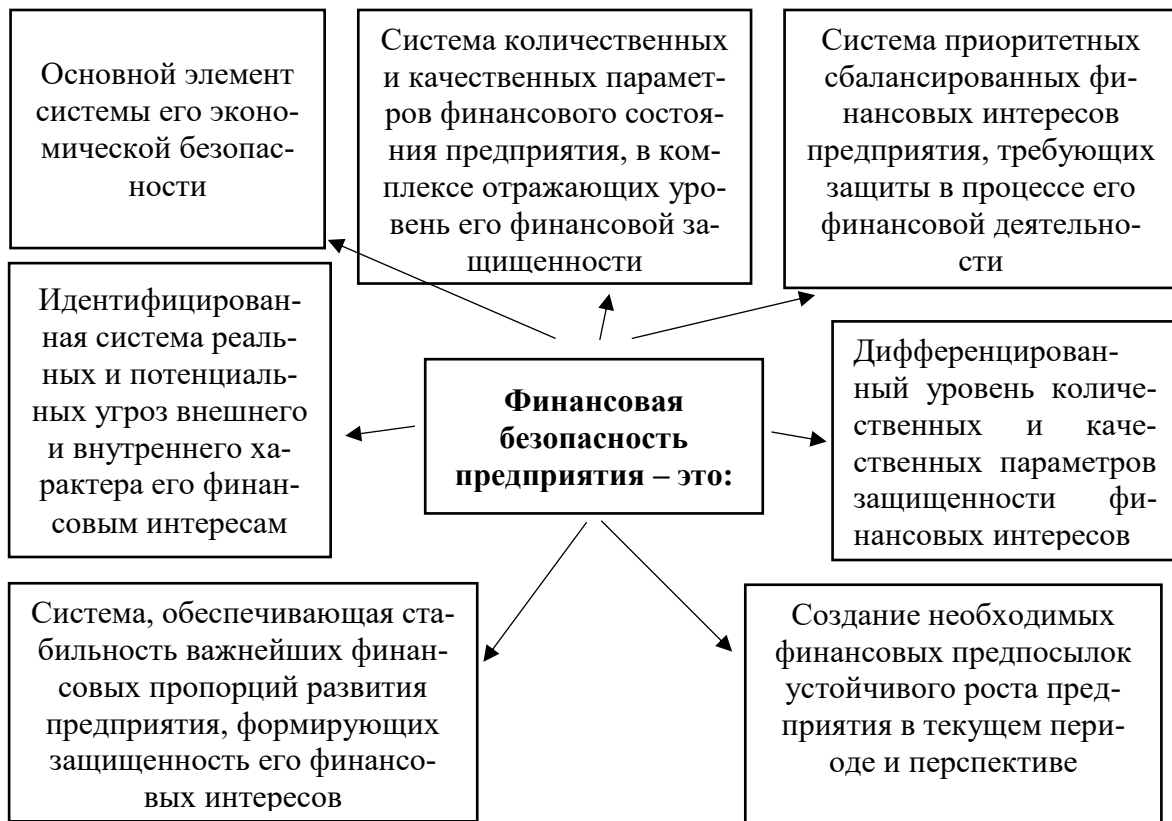 Основной элемент
системы его эконо-
мической безопас-
ности
Система количественных
и качественных парамет-
ров финансового состоя-
ния предприятия, в ком-
плексе отражающих уро-
вень его финансовой за-
щищенности
Система приоритетных
сбалансированных фи-
нансовых интересов
предприятия, требующих
защиты в процессе его
финансовой деятельно-
сти
Идентифицирован-
ная система реаль-
ных и потенциаль-
ных угроз внешнего
и внутреннего ха-
рактера его финан-
совым интересам
Финансовая
безопасность
предприятия – это:
Дифференцирован-
ный уровень количе-
ственных и каче-
ственных параметров
защищенности фи-
нансовых интересов
Система, обеспечивающая ста-
бильность важнейших финан-
совых пропорций развития
предприятия, формирующих
защищенность его финансо-
вых интересов
Создание необходимых
финансовых предпосылок
устойчивого роста пред-
приятия в текущем пери-
оде и перспективе